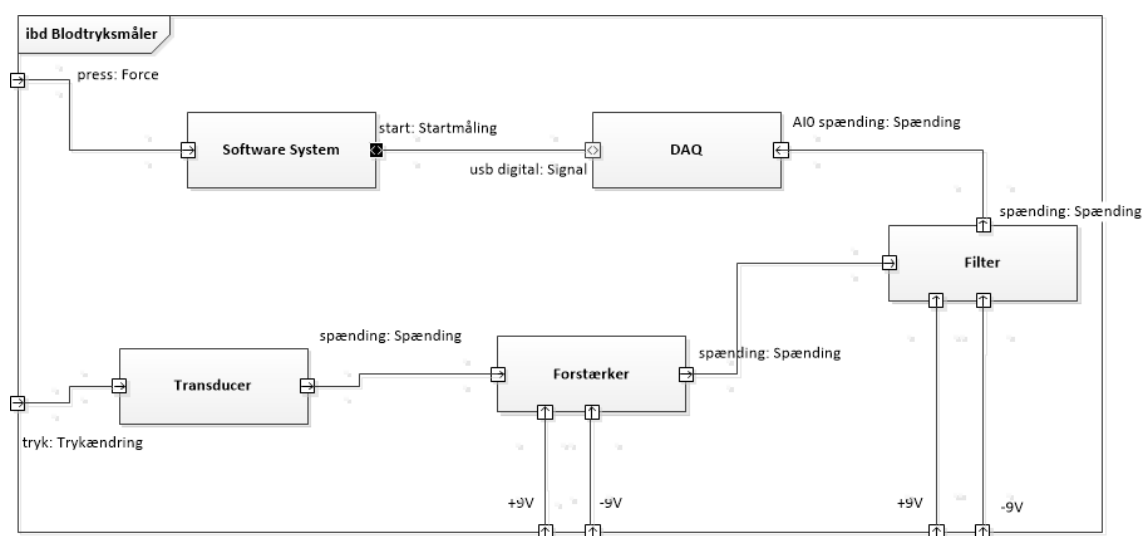 ibd Blodtryksmåler
press: Force
Software System
start: Startmåling
usb digital: Signal
DAQ
AI0 spænding: Spænding
spænding: Spænding
Filter
spænding: Spænding
Forstærker
spænding: Spænding
Transducer
tryk: Trykændring
+9V
-9V
+9V
-9V